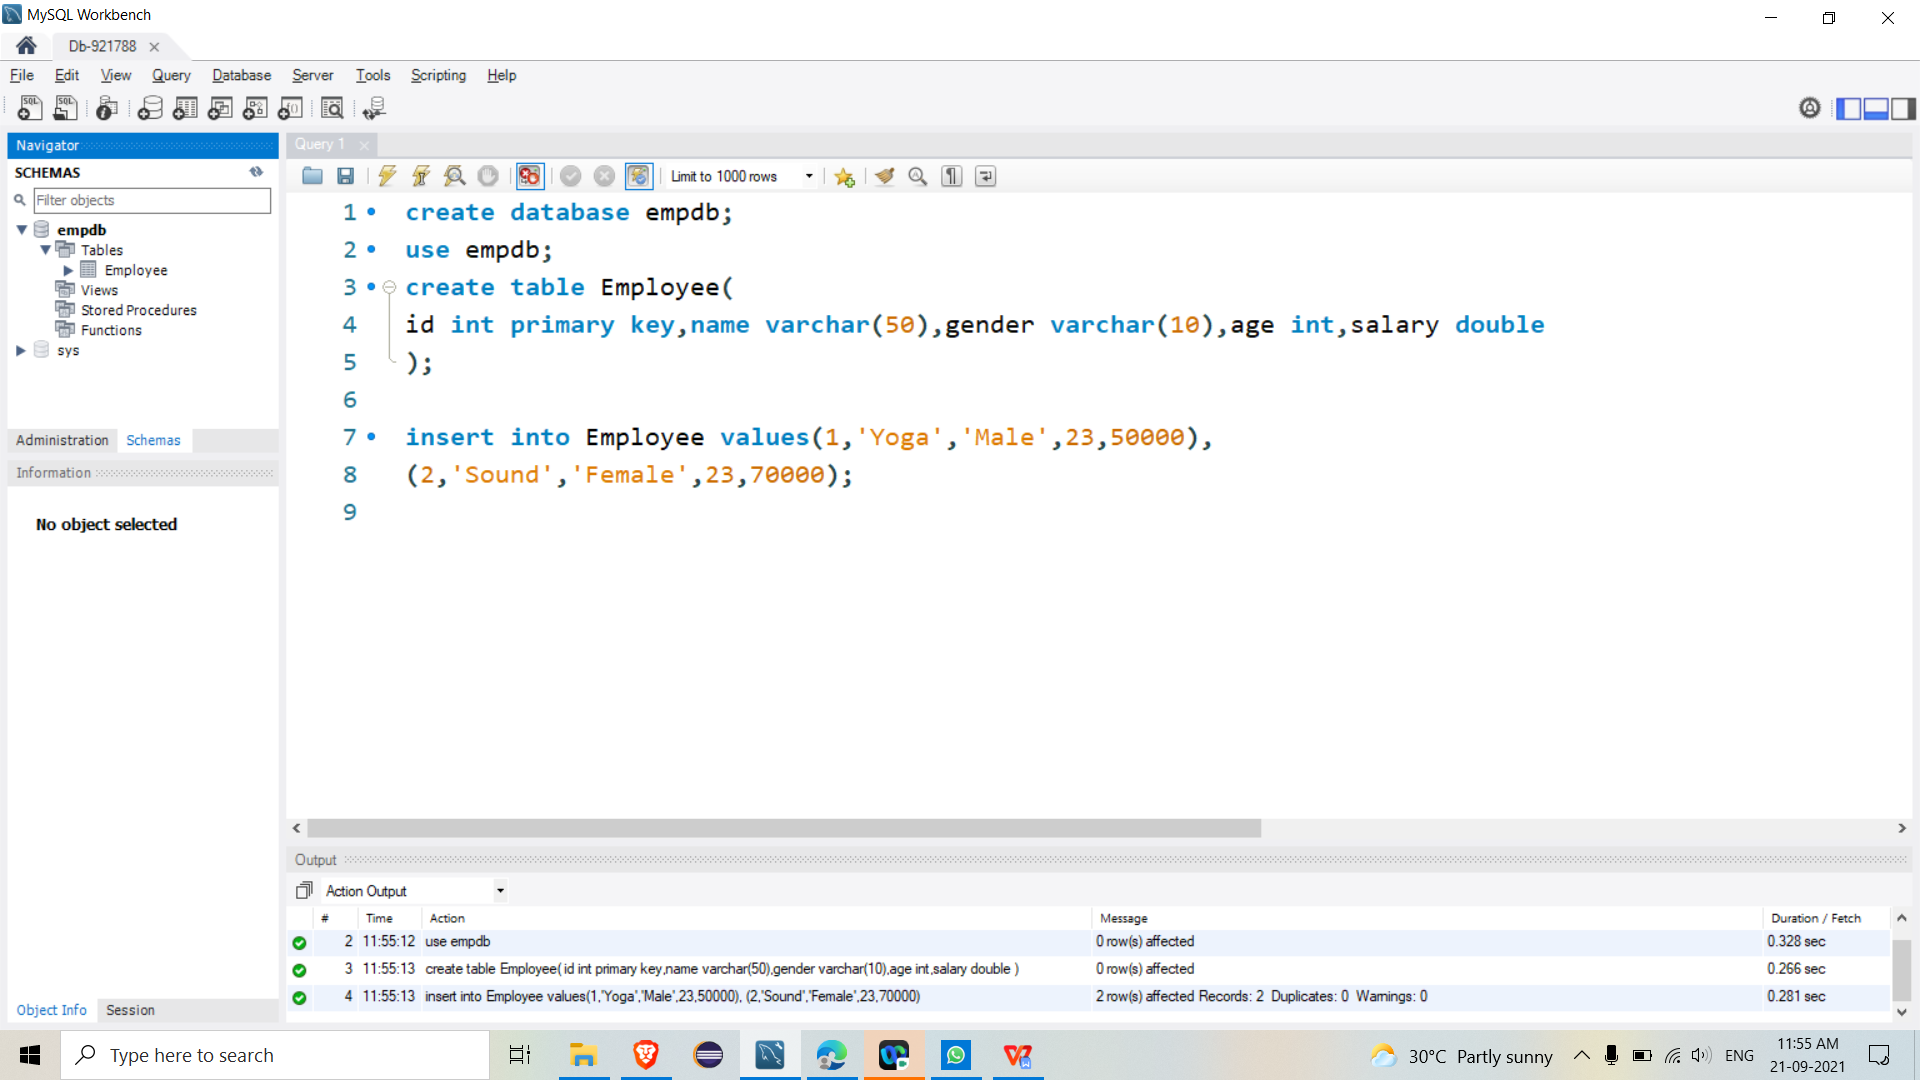 MySQL Workbench
Db-921788
File Edit View Query Database Server Tools Scripting Help
Navigator
SCHEMAS
Filter objects
empdb
Tables
Employee
Views
Stored Procedures
Functions
sys
Administration Schemas
Information
No object selected
Object Info Session
Query 1
Limit to 1000 rows
1 create database empdb;
2 use empdb;
3 create table Employee(
4 id int primary key,name varchar(50),gender varchar(10),age int,salary double
5 );
6
7 insert into Employee values(1,'Yoga','Male',23,50000),
8 (2,'Sound','Female',23,70000);
9
Output
Action Output
# Time Action Message Duration / Fetch
2 11:55:12 use empdb 0 row(s) affected 0.328 sec
3 11:55:13 create table Employee( id int primary key,name varchar(50),gender varchar(10),age int,salary double ) 0 row(s) affected 0.266 sec
4 11:55:13 insert into Employee values(1,'Yoga','Male',23,50000), (2,'Sound','Female',23,70000) 2 row(s) affected Records: 2 Duplicates: 0 Warnings: 0 0.281 sec
Type here to search
30°C Partly sunny
ENG
11:55 AM
21-09-2021